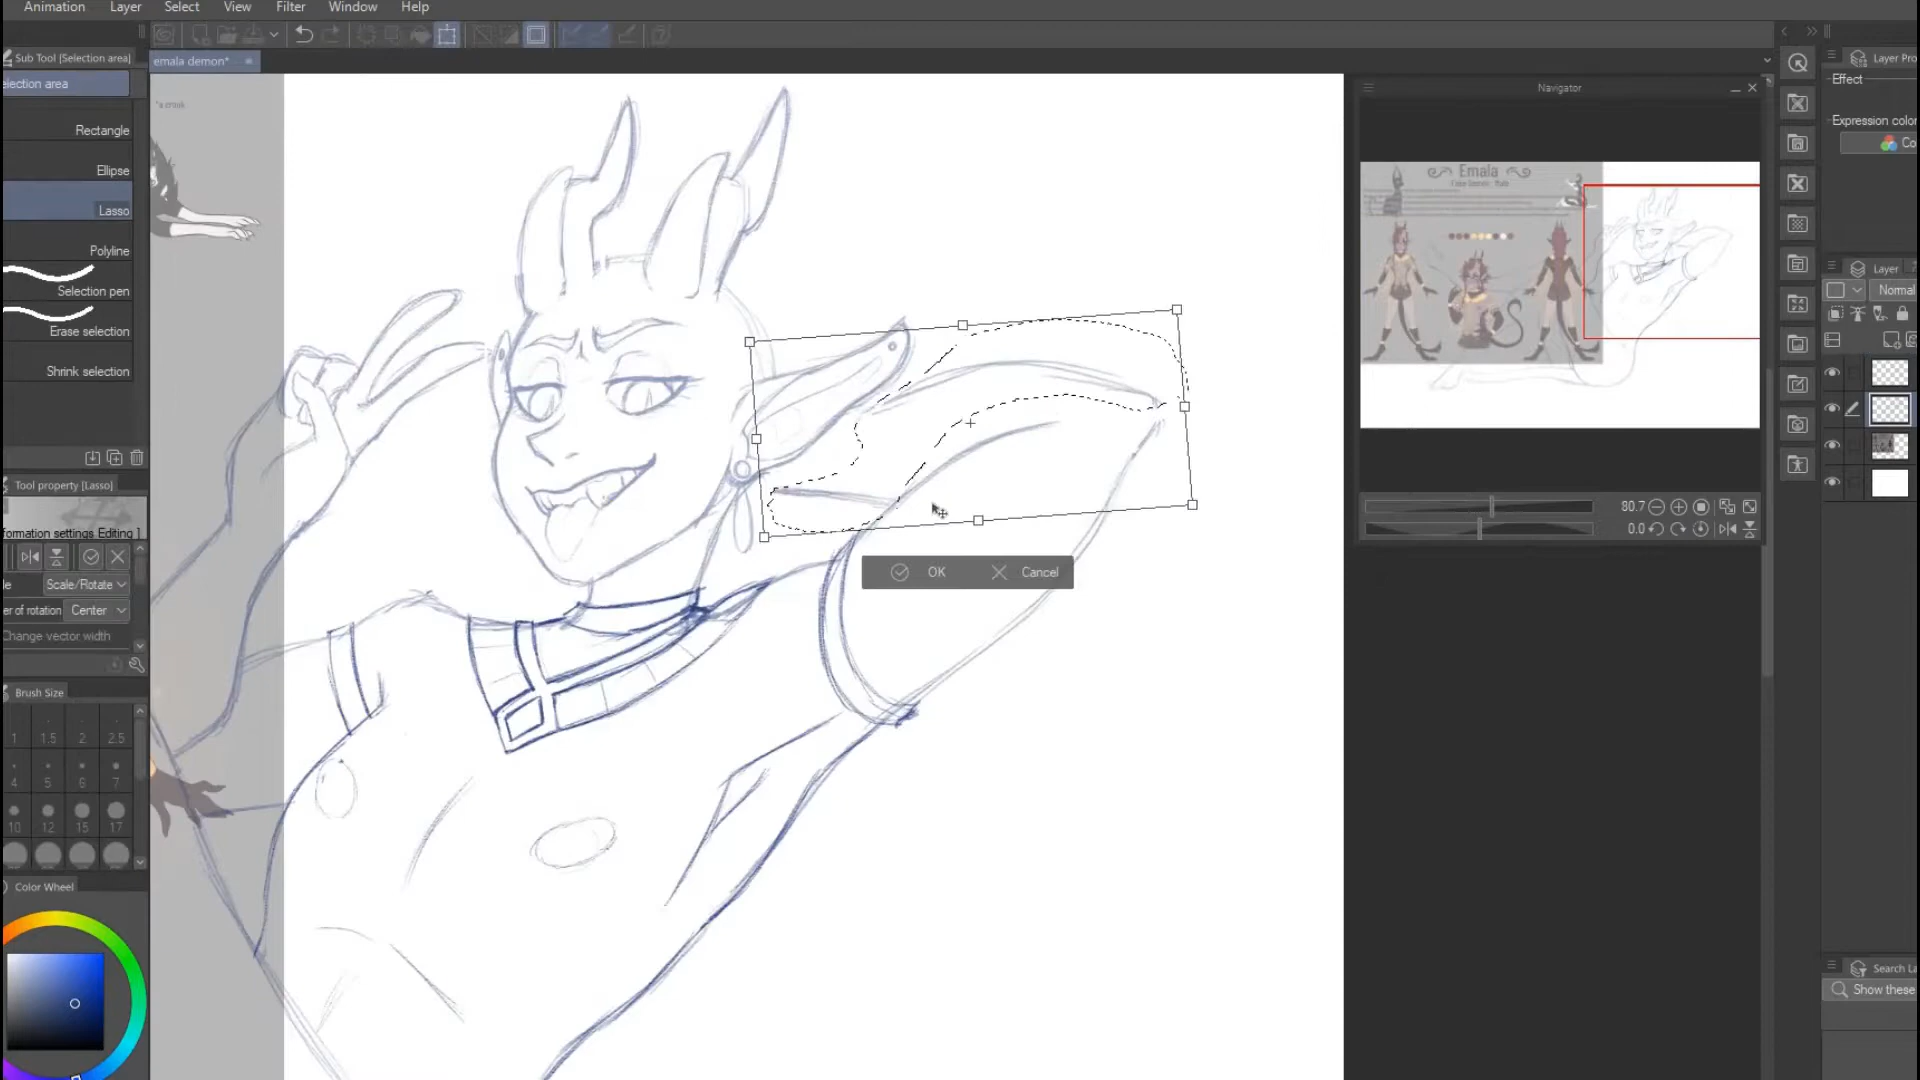 Animation Layer Select View Filter Window Help
Sub Tool [Selection area]
election area
Rectangle
Ellipse
Lasso
Polyline
Selection pen
Erase selection
Shrink selection
Tool property [Lasso]
formation settings Editing 1
le Scale/Rotate
er of rotation Center
Change vector width
Brush Size
1 1.5 2 2.5
4 5 6 7
10 12 15 17
Color Wheel
emala demon*
OK Cancel
Navigator
Emala
80.7
0.0
Layer Pro
Effect
Expression color
Co
Layer
Normal
Search La
Show these